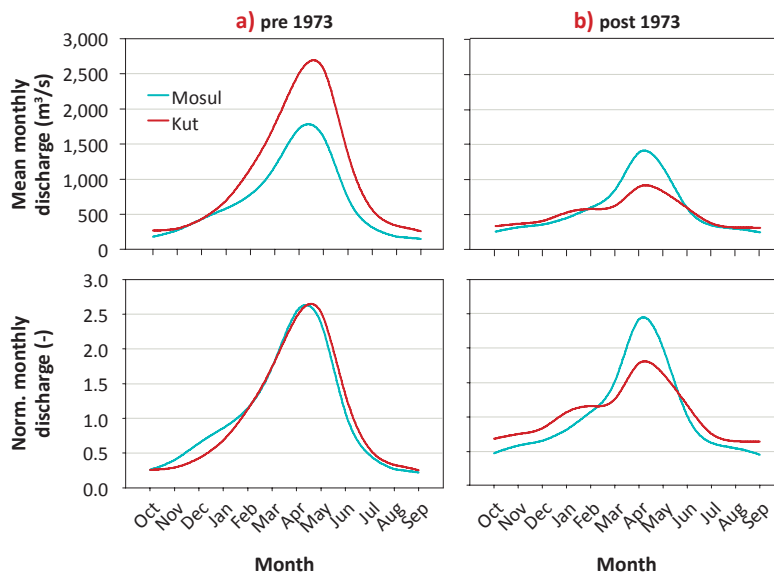 a) pre 1973
b) post 1973
Mean monthly
discharge (m³/s)
3,000
2,500
2,000
1,500
1,000
500
0
Mosul
Kut
Norm. monthly
discharge (-)
3.0
2.5
2.0
1.5
1.0
0.5
0.0
Oct Nov Dec Jan Feb Mar Apr May Jun Jul Aug Sep
Oct Nov Dec Jan Feb Mar Apr May Jun Jul Aug Sep
Month
Month